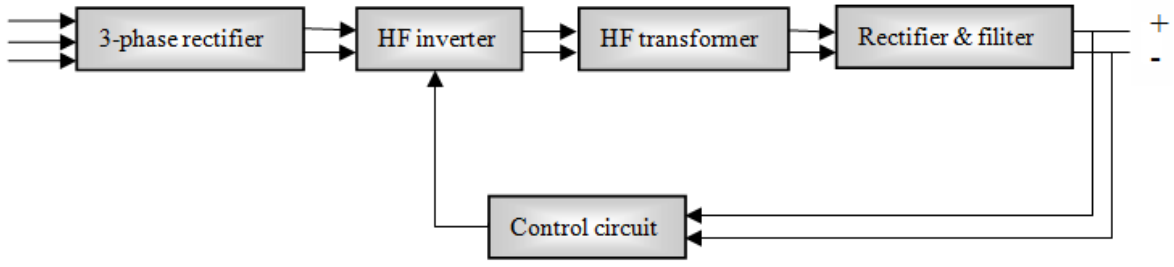 3-phase rectifier
HF inverter
HF transformer
Rectifier & filiter
+
-
Control circuit